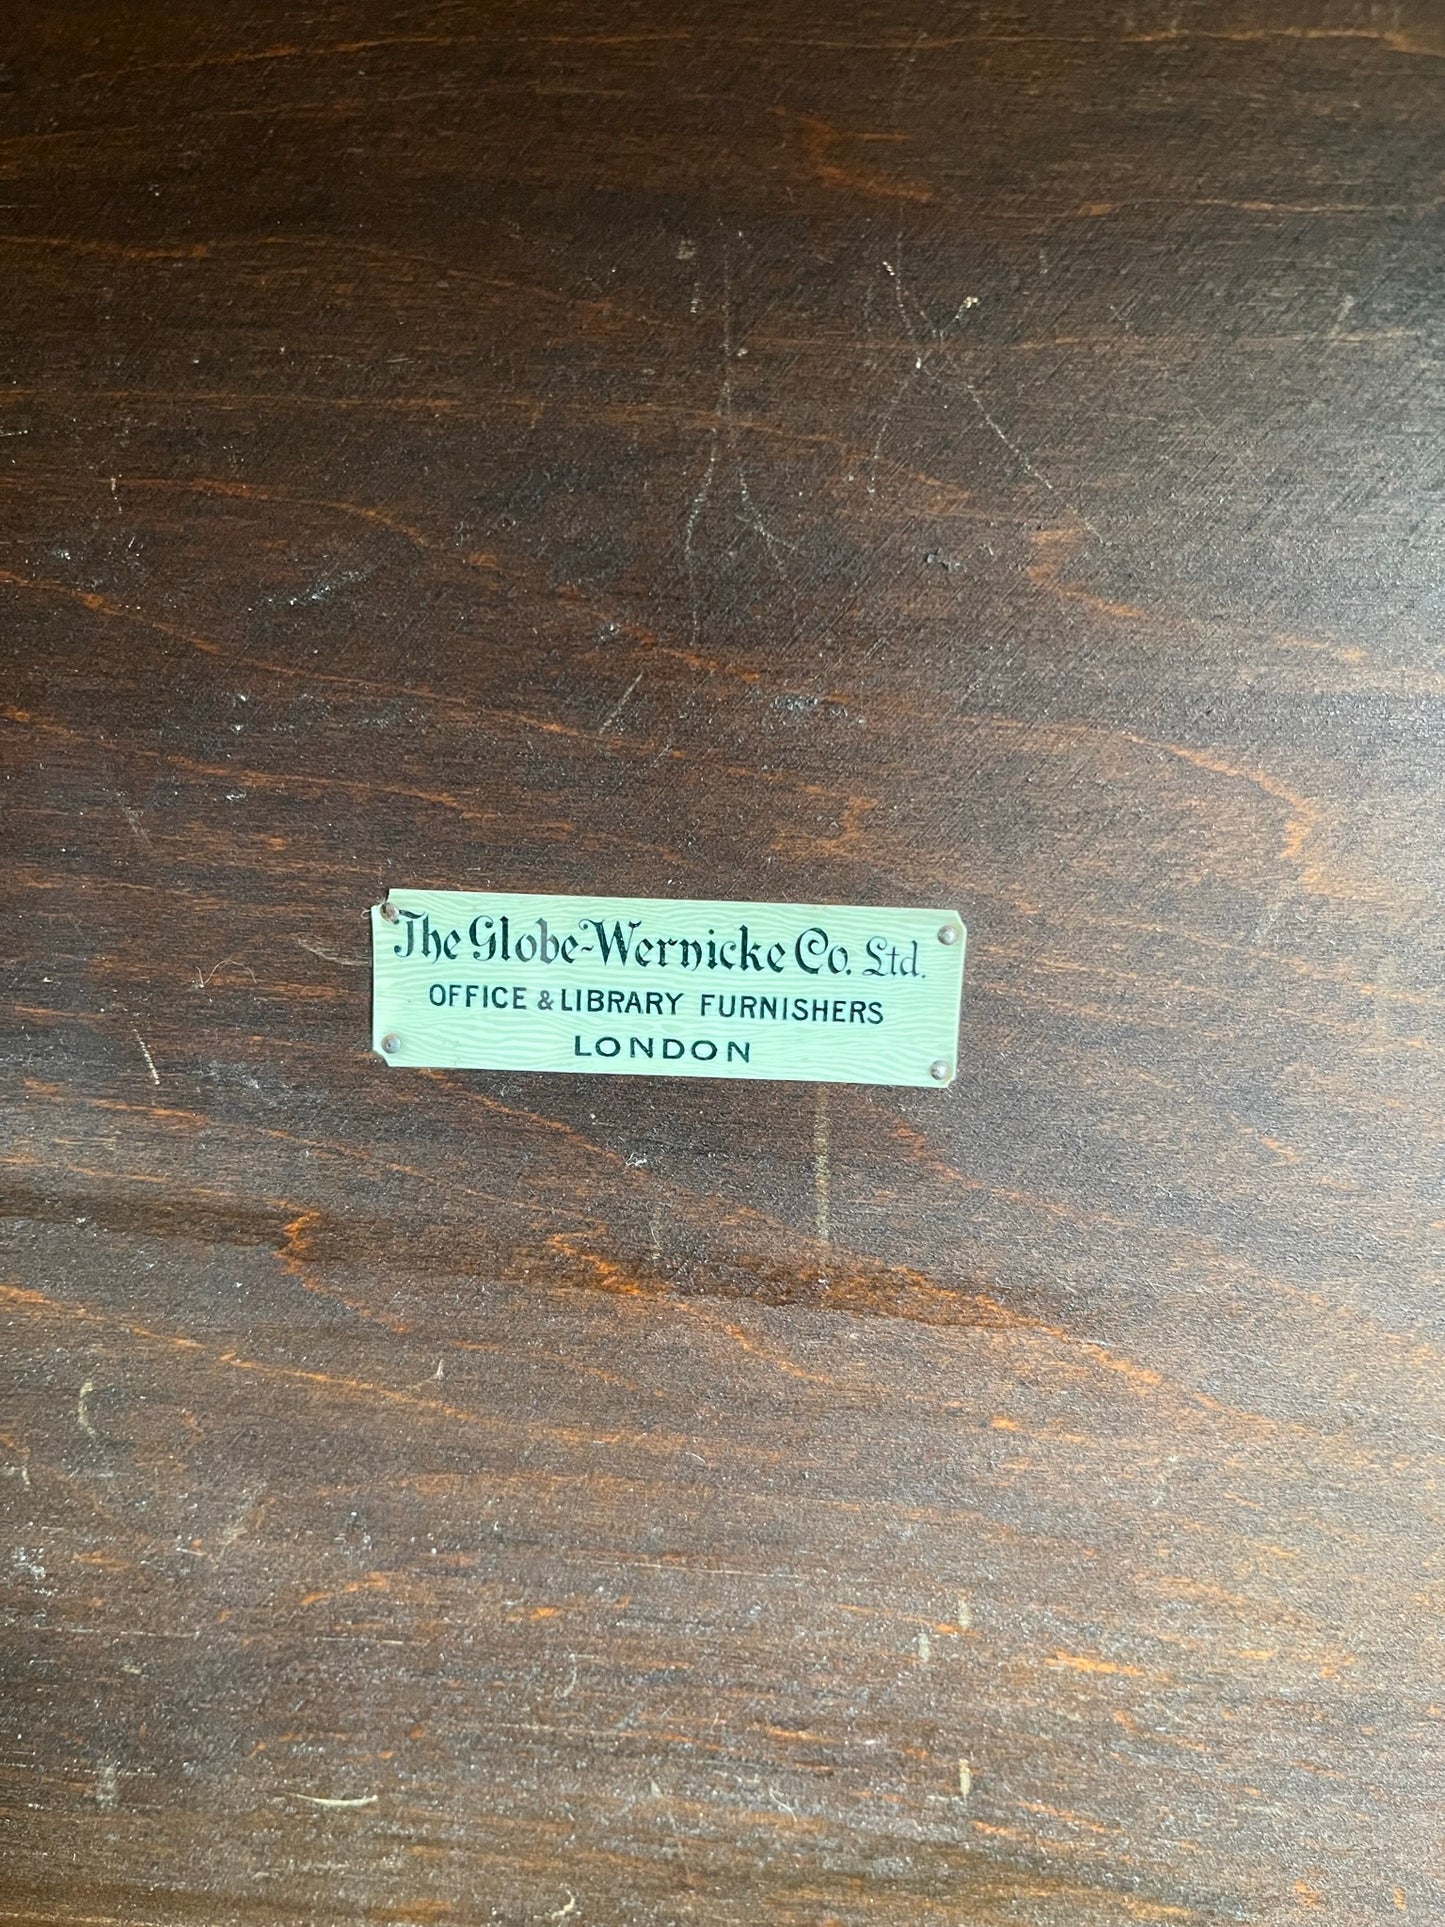 The Globe-Wernicke Co. Ltd.
OFFICE & LIBRARY FURNISHERS
LONDON